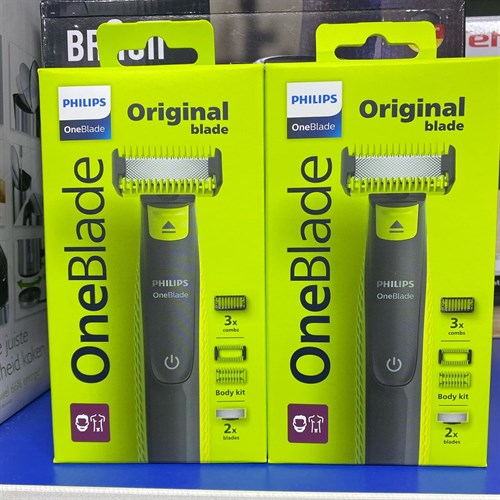 BRAUN
PHILIPS
OneBlade
Original
blade
OneBlade
PHILIPS
OneBlade
3x
combs
Body kit
2x
blades
PHILIPS
OneBlade
Original
blade
OneBlade
PHILIPS
OneBlade
3x
combs
Body kit
2x
blades
juiste